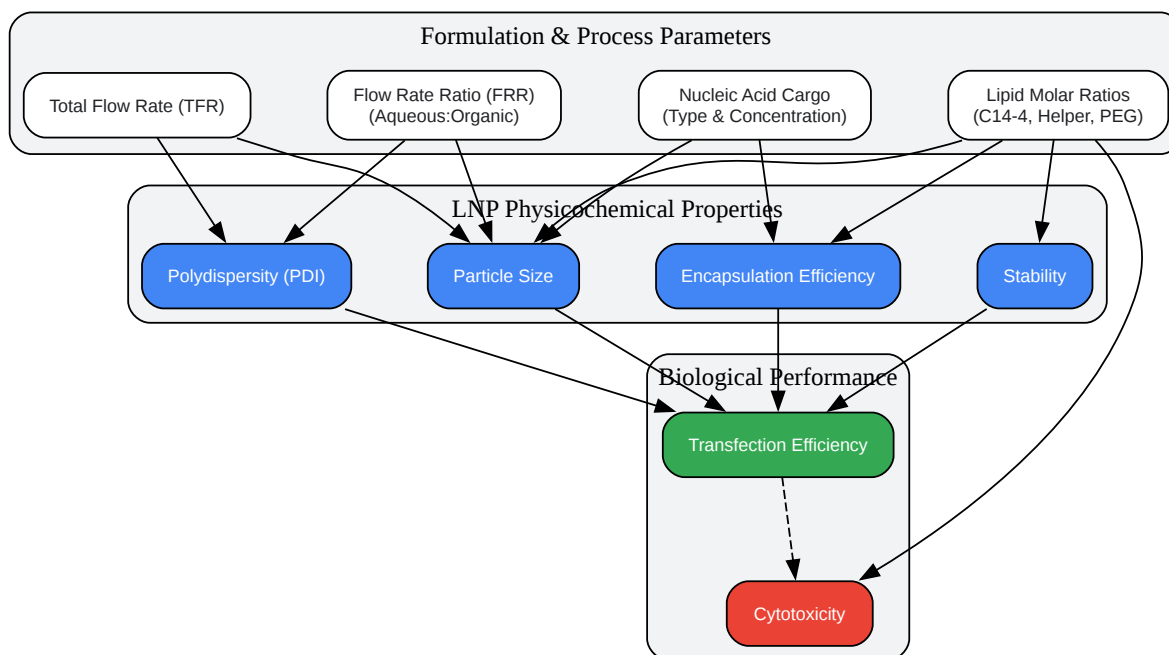 Formulation & Process Parameters
Total Flow Rate (TFR)
Flow Rate Ratio (FRR)
(Aqueous:Organic)
Nucleic Acid Cargo
(Type & Concentration)
Lipid Molar Ratios
(C14-4, Helper, PEG)
LNP Physicochemical Properties
Polydispersity (PDI)
Particle Size
Encapsulation Efficiency
Stability
Biological Performance
Transfection Efficiency
Cytotoxicity